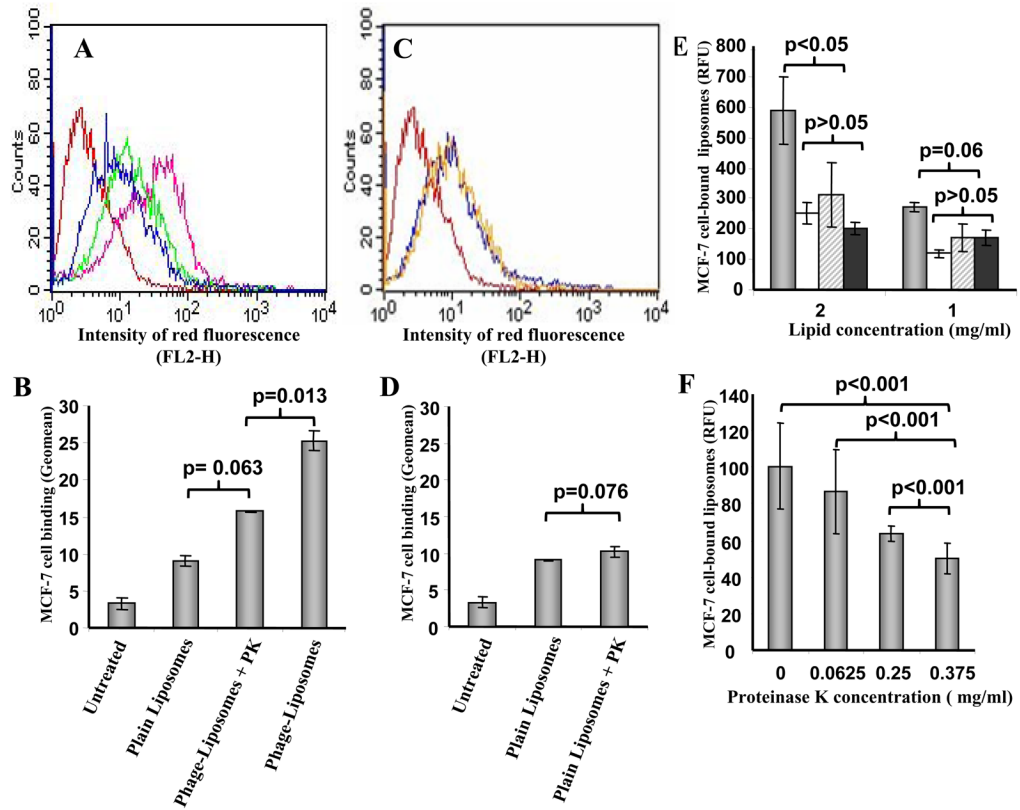 A
100
80
60
40
20
0
Counts
10^0 10^1 10^2 10^3 10^4
Intensity of red fluorescence
(FL2-H)
C
100
80
60
40
20
0
Counts
10^0 10^1 10^2 10^3 10^4
Intensity of red fluorescence
(FL2-H)
E
MCF-7 cell-bound liposomes (RFU)
800
700
600
500
400
300
200
100
0
p<0.05
p>0.05
p=0.06
p>0.05
2 1
Lipid concentration (mg/ml)
B
MCF-7 cell binding (Geomean)
30
25
20
15
10
5
0
p=0.013
p= 0.063
Untreated
Plain Liposomes
Phage-Liposomes + PK
Phage-Liposomes
D
MCF-7 cell binding (Geomean)
30
25
20
15
10
5
0
p=0.076
Untreated
Plain Liposomes
Plain Liposomes + PK
F
MCF-7 cell-bound liposomes (RFU)
140
120
100
80
60
40
20
0
p<0.001
p<0.001
p<0.001
0 0.0625 0.25 0.375
Proteinase K concentration ( mg/ml)